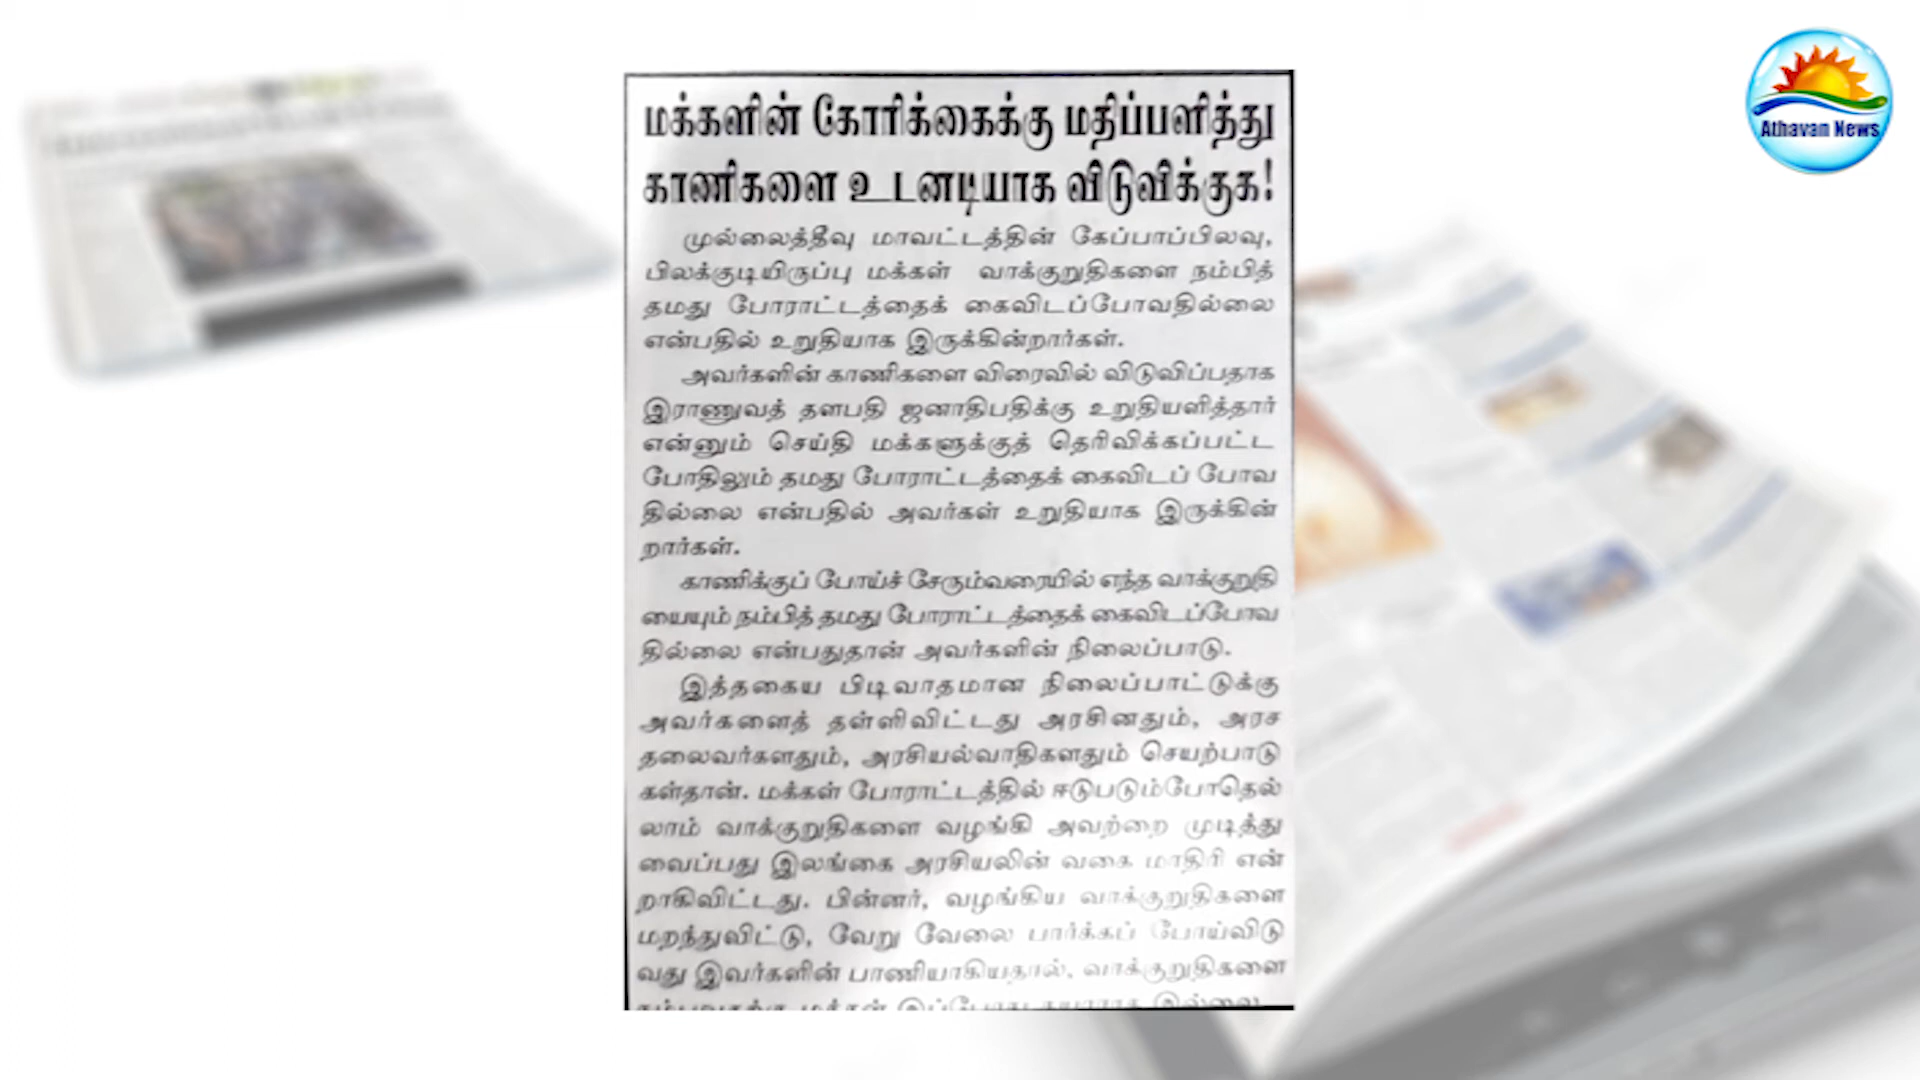 மக்களின் கோரிக்கைக்கு மதிப்பளித்து
காணிகளை உடனடியாக விடுவிக்குக!
முல்லைத்தீவு மாவட்டத்தின் கேப்பாப்பிலவு,
பிலக்குடியிருப்பு மக்கள் வாக்குறுதிகளை நம்பித்
தமது போராட்டத்தைக் கைவிடப்போவதில்லை
என்பதில் உறுதியாக இருக்கின்றார்கள்.
அவர்களின் காணிகளை விரைவில் விடுவிப்பதாக
இராணுவத் தளபதி ஜனாதிபதிக்கு உறுதியளித்தார்
என்னும் செய்தி மக்களுக்குத் தெரிவிக்கப்பட்ட
போதிலும் தமது போராட்டத்தைக் கைவிடப் போவ
தில்லை என்பதில் அவர்கள் உறுதியாக இருக்கின்
றார்கள்.
காணிக்குப் போய்ச் சேரும்வரையில் எந்த வாக்குறுதி
யையும் நம்பித் தமது போராட்டத்தைக் கைவிடப்போவ
தில்லை என்பதுதான் அவர்களின் நிலைப்பாடு.
இத்தகைய பிடிவாதமான நிலைப்பாட்டுக்கு
அவர்களைத் தள்ளிவிட்டது அரசினதும், அரச
தலைவர்களதும், அரசியல்வாதிகளதும் செயற்பாடு
கள்தான். மக்கள் போராட்டத்தில் ஈடுபடும்போதெல்
லாம் வாக்குறுதிகளை வழங்கி அவற்றை முடித்து
வைப்பது இலங்கை அரசியலின் வகை மாதிரி என்
றாகிவிட்டது. பின்னர், வழங்கிய வாக்குறுதிகளை
மறந்துவிட்டு, வேறு வேலை பார்க்கப் போய்விடு
வது இவர்களின் பாணியாகியதால், வாக்குறுதிகளை
Athavan News